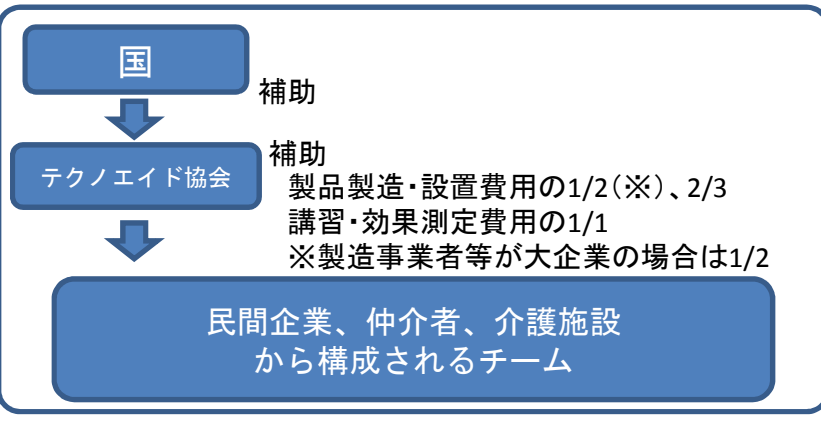 国
補助
テクノエイド協会
補助
製品製造・設置費用の1/2(※)、2/3
講習・効果測定費用の1/1
※製造事業者等が大企業の場合は1/2
民間企業、仲介者、介護施設
から構成されるチーム